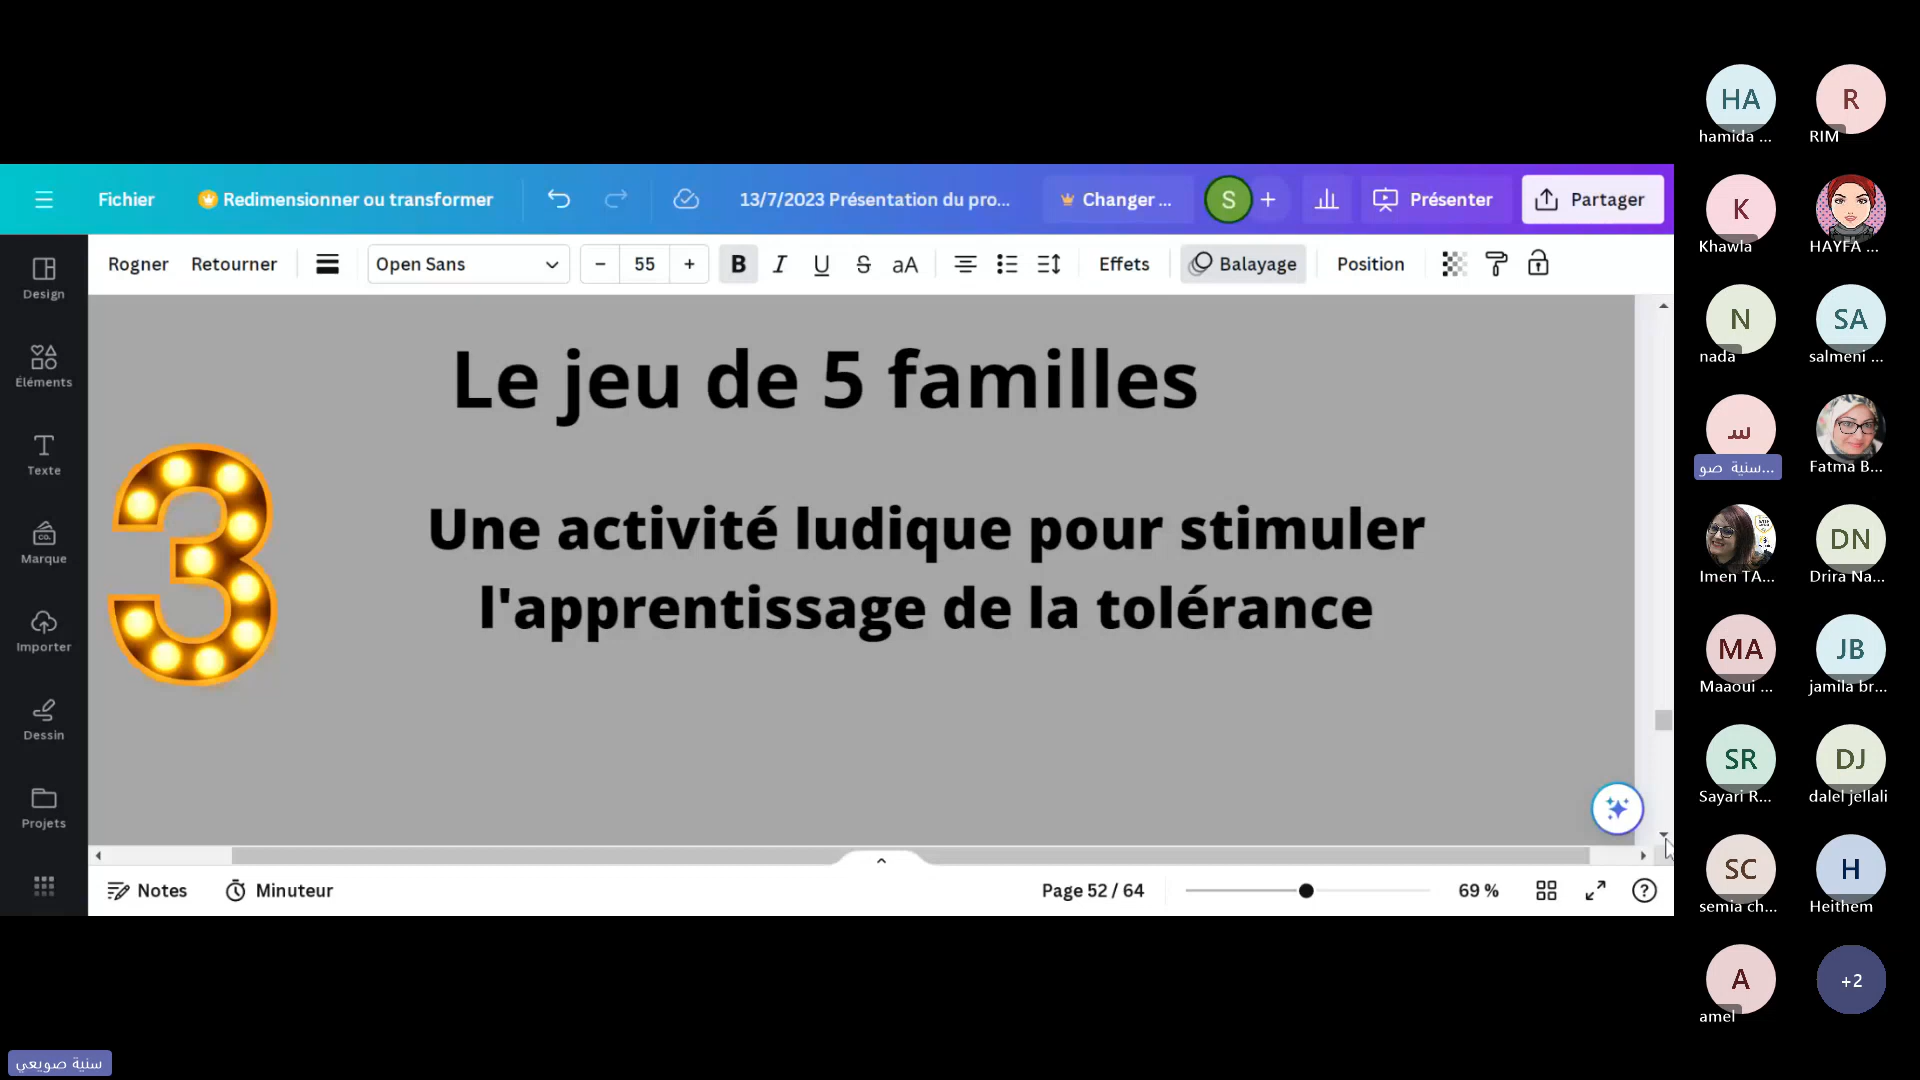 Fichier
Redimensionner ou transformer
13/7/2023 Présentation du pro...
Changer ...
S
+
Présenter
Partager
Rogner
Retourner
Open Sans
− 55 +
B I U S aA
Effets
Balayage
Position
Design
Éléments
Texte
CO.
Marque
Importer
Dessin
Projets
Le jeu de 5 familles
3
Une activité ludique pour stimuler
l'apprentissage de la tolérance
Notes
Minuteur
Page 52 / 64
69 %
?
HA
hamida ...
R
RIM
K
Khawla
HAYFA ...
N
nada
SA
salmeni ...
س
سنية صو...
Fatma B...
Imen TA...
DN
Drira Na...
MA
Maaoui ...
JB
jamila br...
SR
Sayari R...
DJ
dalel jellali
SC
semia ch...
H
Heithem
A
amel
+2
سنية صويعي